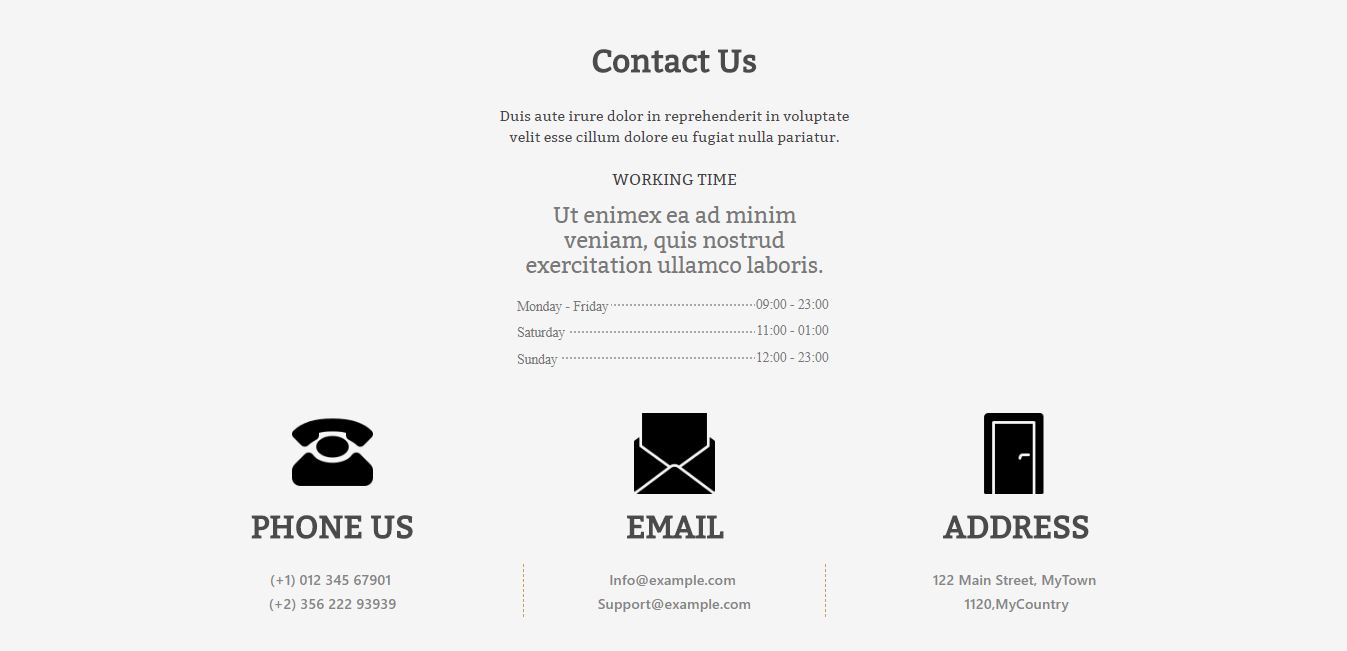 Contact Us
Duis aute irure dolor in reprehenderit in voluptate
velit esse cillum dolore eu fugiat nulla pariatur.
WORKING TIME
Ut enimex ea ad minim
veniam, quis nostrud
exercitation ullamco laboris.
Monday - Friday 09:00 - 23:00
Saturday 11:00 - 01:00
Sunday 12:00 - 23:00
PHONE US
(+1) 012 345 67901
(+2) 356 222 93939
EMAIL
Info@example.com
Support@example.com
ADDRESS
122 Main Street, MyTown
1120,MyCountry